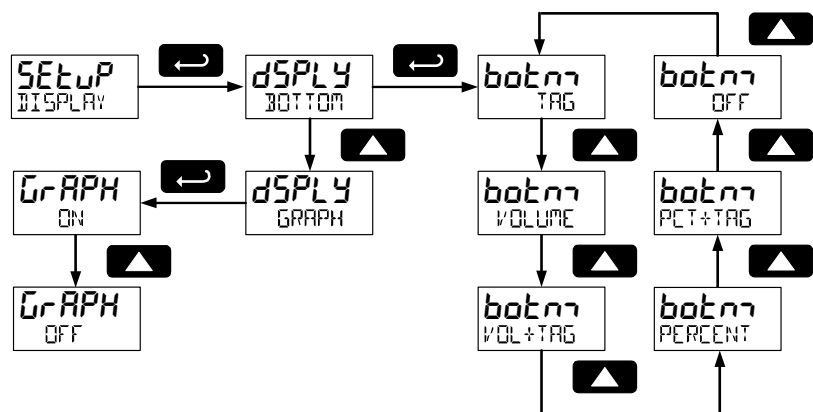 SEtuP
DISPLAY
dSPLY
BOTTOM
botm
TAG
botm
OFF
GrAPH
ON
dSPLY
GRAPH
botm
VOLUME
botm
PCT+TAG
GrAPH
OFF
botm
VOL+TAG
botm
PERCENT